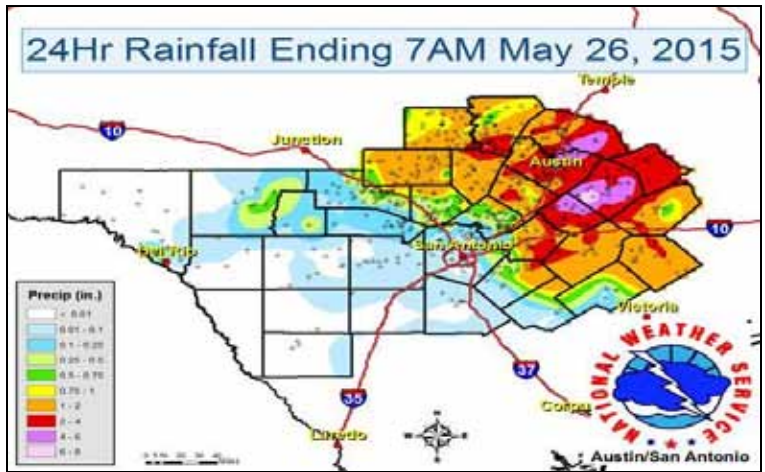 24Hr Rainfall Ending 7AM May 26, 2015
Temple
10
Junction
Austin
10
Del Rio
San Antonio
Precip (in.)
< 0.01
0.01 - 0.1
0.1 - 0.25
0.25 - 0.5
0.5 - 0.75
0.75 - 1
1 - 2
2 - 4
4 - 6
6 - 8
Victoria
NATIONAL WEATHER SERVICE
37
35
Corpu
Laredo
N
W E
S
Austin/San Antonio